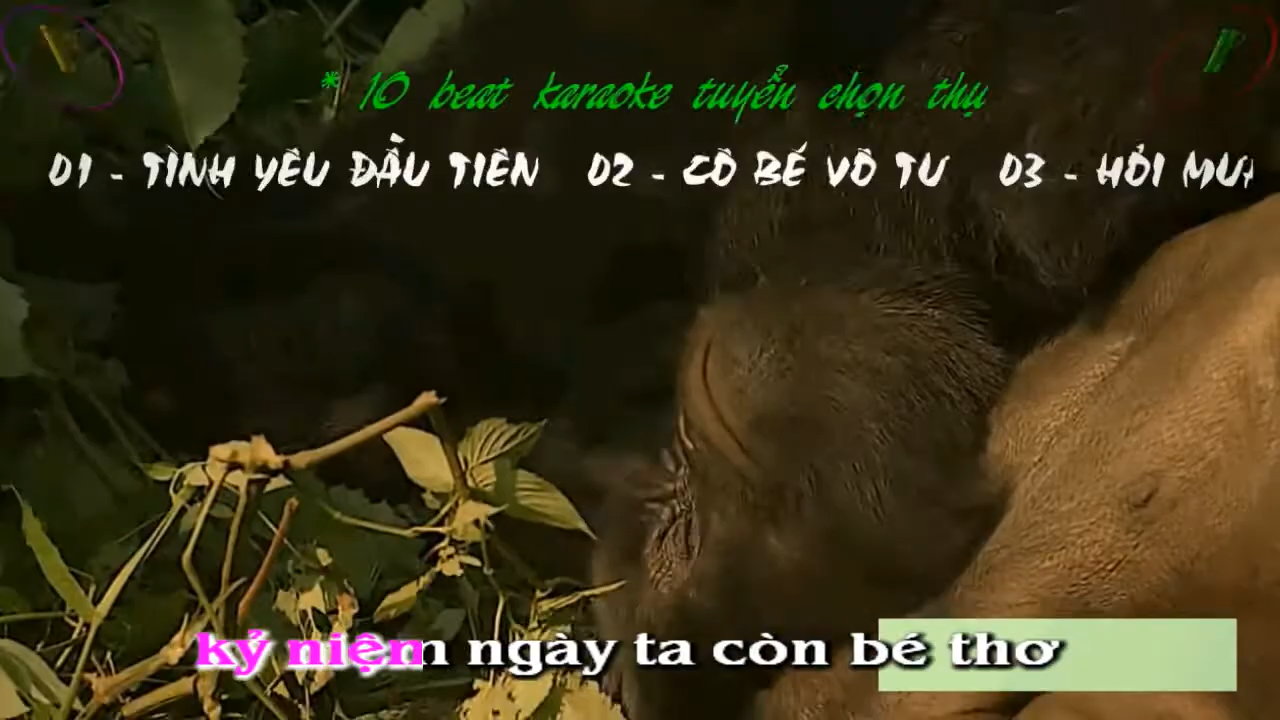 * 10 beat karaoke tuyển chọn thụ
01 - TÌNH YÊU ĐẦU TIÊN 02 - CÔ BÉ VÔ TƯ 03 - HỎI MƯA
kỷ niệm ngày ta còn bé thơ